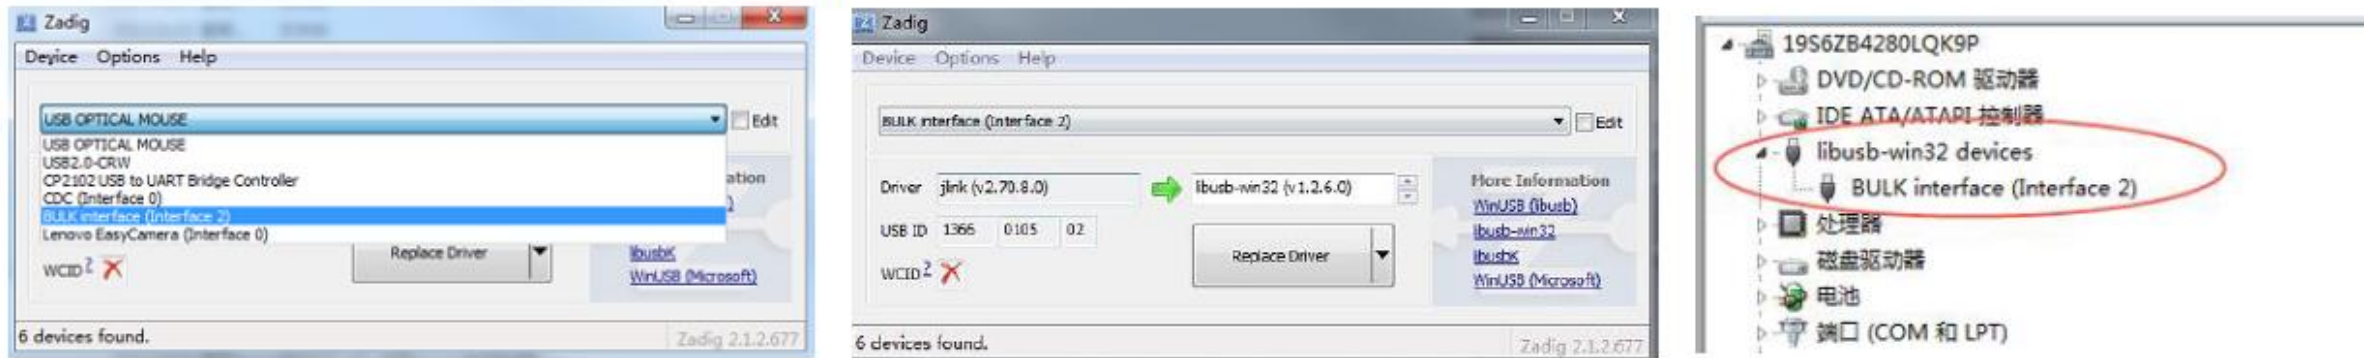 Zadig
Device Options Help
USB OPTICAL MOUSE
Edit
USB OPTICAL MOUSE
USB2.0-CRW
CP2102 USB to UART Bridge Controller
CDC (Interface 0)
BULK interface (Interface 2)
Lenovo EasyCamera (Interface 0)
ation
Replace Driver
libusbK
WCID ?
WinUSB (Microsoft)
6 devices found.
Zadig 2.1.2.677
Zadig
Device Options Help
BULK interface (Interface 2)
Edit
Driver jlink (v2.70.8.0) libusb-win32 (v1.2.6.0)
More Information
WinUSB (libusb)
USB ID 1366 0105 02
libusb-win32
Replace Driver
libusbK
WCID ?
WinUSB (Microsoft)
6 devices found.
Zadig 2.1.2.677
19S6ZB4280LQK9P
DVD/CD-ROM 驱动器
IDE ATA/ATAPI 控制器
libusb-win32 devices
BULK interface (Interface 2)
处理器
磁盘驱动器
电池
端口 (COM 和 LPT)